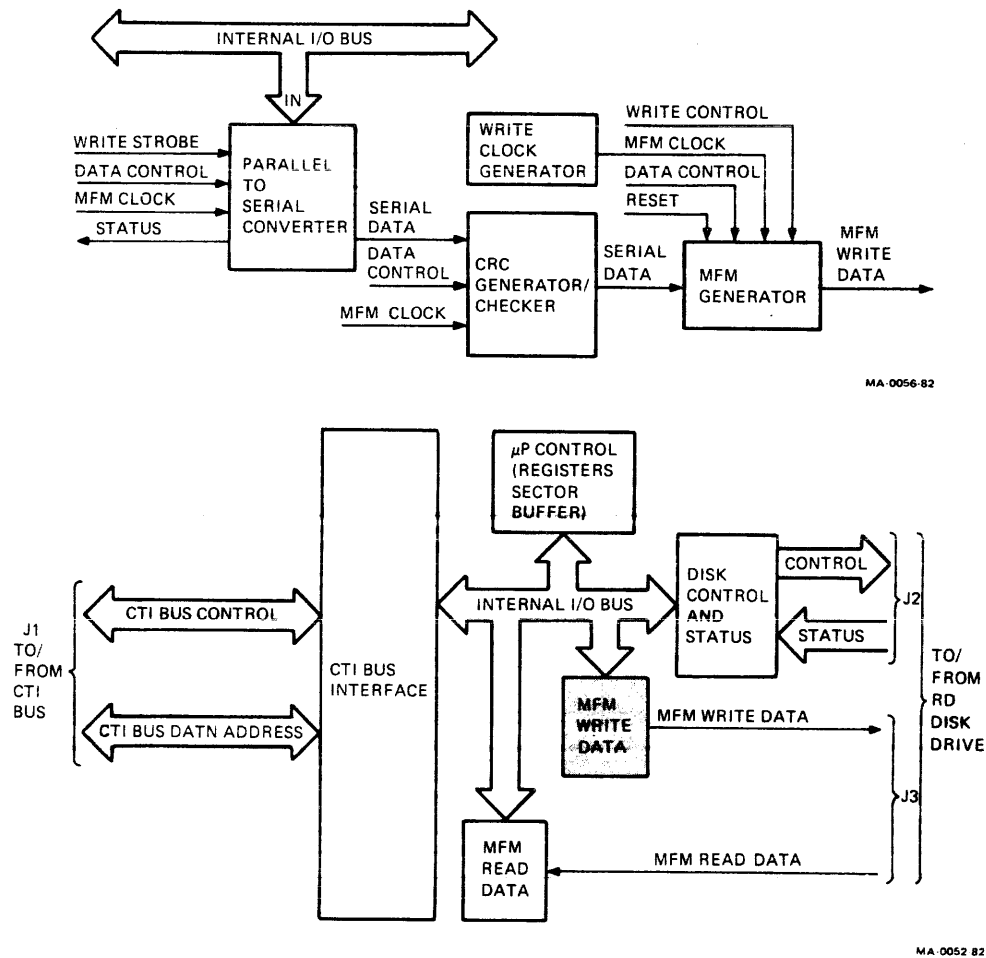 INTERNAL I/O BUS
IN
WRITE STROBE
DATA CONTROL
MFM CLOCK
STATUS
PARALLEL
TO
SERIAL
CONVERTER
SERIAL
DATA
DATA
CONTROL
MFM CLOCK
WRITE
CLOCK
GENERATOR
CRC
GENERATOR/
CHECKER
WRITE CONTROL
MFM CLOCK
DATA CONTROL
RESET
SERIAL
DATA
MFM
GENERATOR
MFM
WRITE
DATA
MA-0056-82
µP CONTROL
(REGISTERS
SECTOR
BUFFER)
J1
TO/
FROM
CTI
BUS
CTI BUS CONTROL
CTI BUS DATN ADDRESS
CTI BUS
INTERFACE
INTERNAL I/O BUS
DISK
CONTROL
AND
STATUS
CONTROL
STATUS
J2
MFM
WRITE
DATA
MFM WRITE DATA
MFM
READ
DATA
MFM READ DATA
J3
TO/
FROM
RD
DISK
DRIVE
MA-0052 82